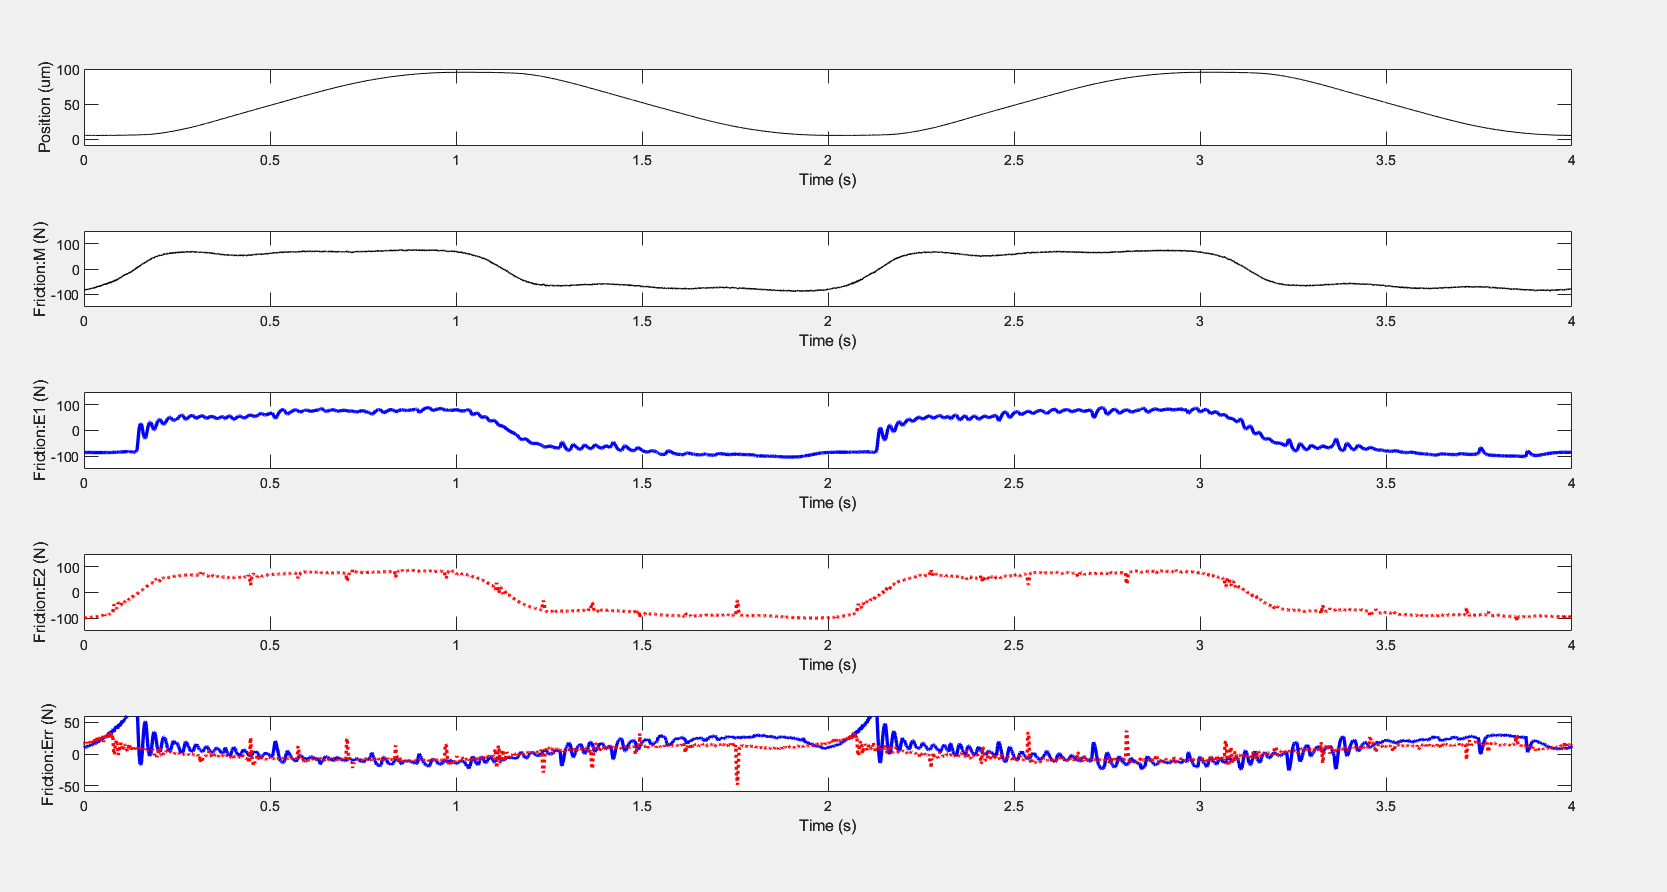 Position (um)
100
50
0
0 0.5 1 1.5 2 2.5 3 3.5 4
Time (s)
Friction:M (N)
100
0
-100
0 0.5 1 1.5 2 2.5 3 3.5 4
Time (s)
Friction:E1 (N)
100
0
-100
0 0.5 1 1.5 2 2.5 3 3.5 4
Time (s)
Friction:E2 (N)
100
0
-100
0 0.5 1 1.5 2 2.5 3 3.5 4
Time (s)
Friction:Err (N)
50
0
-50
0 0.5 1 1.5 2 2.5 3 3.5 4
Time (s)